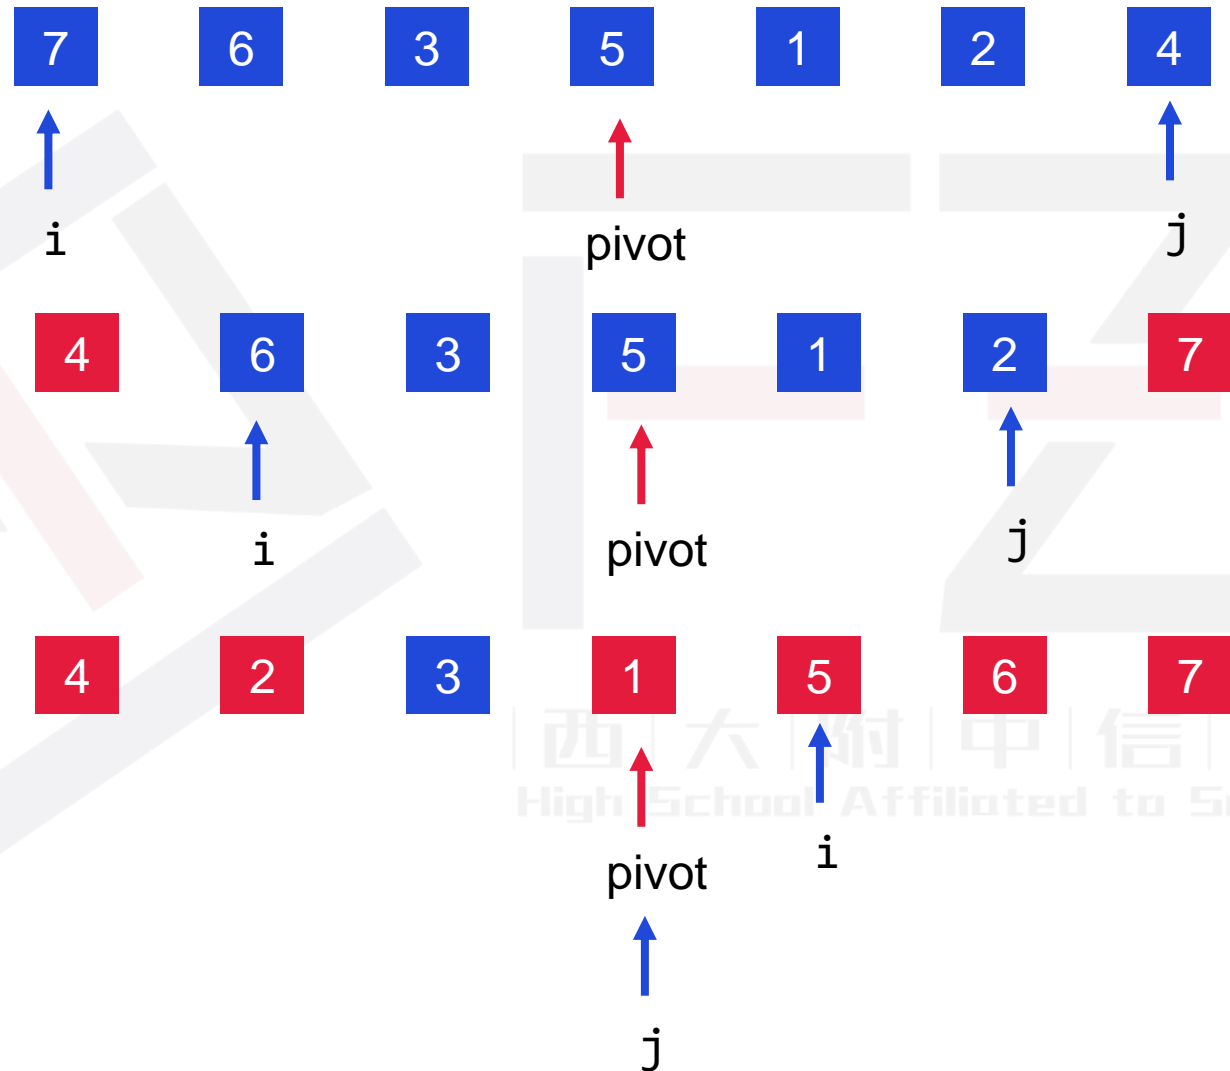 7 6 3 5 1 2 4
i pivot j
4 6 3 5 1 2 7
i pivot j
4 2 3 1 5 6 7
西大附中信
High School Affiliated to
pivot i
j